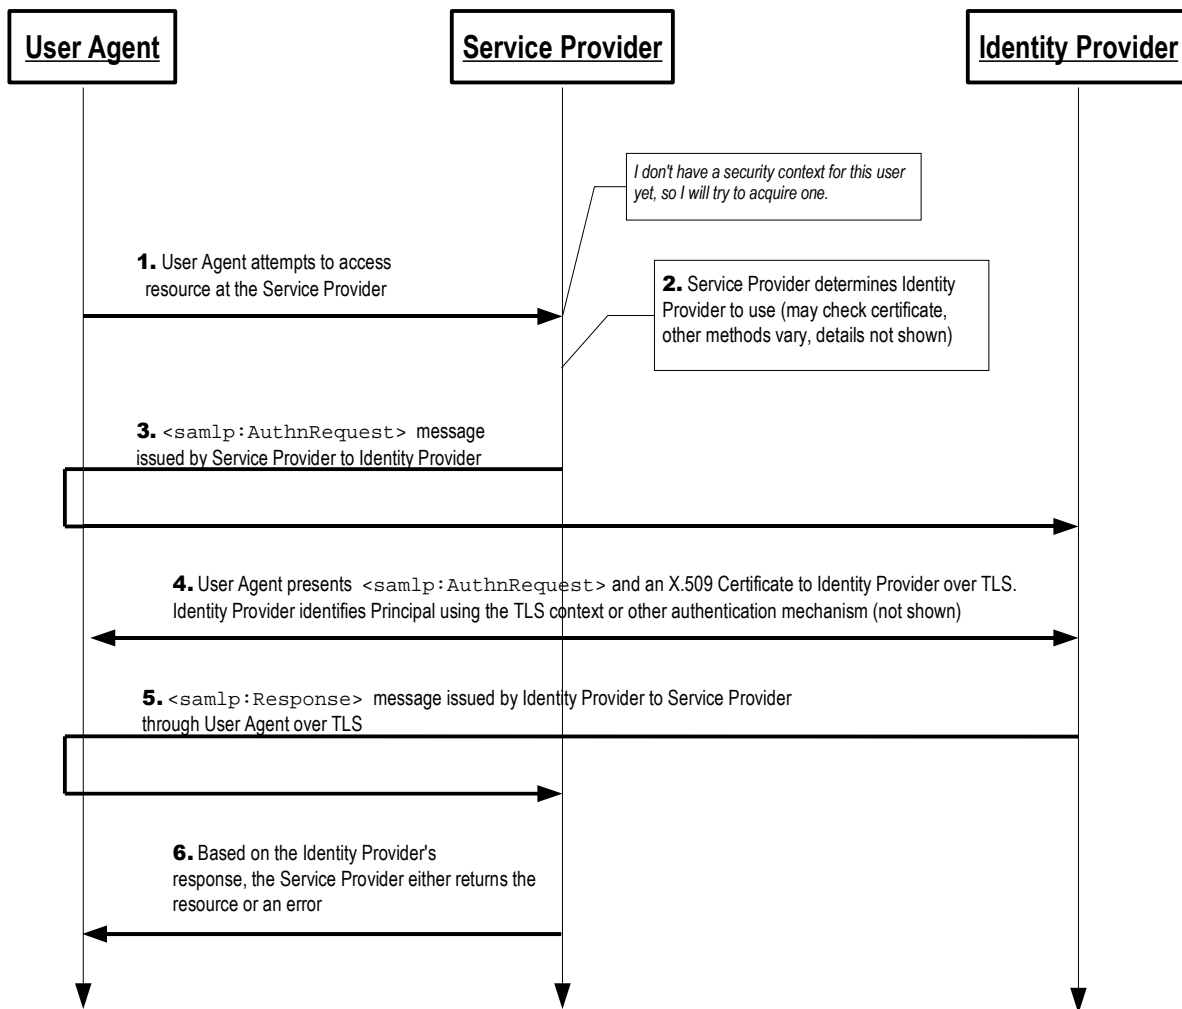 User Agent
Service Provider
Identity Provider
I don't have a security context for this user
yet, so I will try to acquire one.
1. User Agent attempts to access
resource at the Service Provider
2. Service Provider determines Identity
Provider to use (may check certificate,
other methods vary, details not shown)
3. <samlp:AuthnRequest> message
issued by Service Provider to Identity Provider
4. User Agent presents <samlp:AuthnRequest> and an X.509 Certificate to Identity Provider over TLS.
Identity Provider identifies Principal using the TLS context or other authentication mechanism (not shown)
5. <samlp:Response> message issued by Identity Provider to Service Provider
through User Agent over TLS
6. Based on the Identity Provider's
response, the Service Provider either returns the
resource or an error